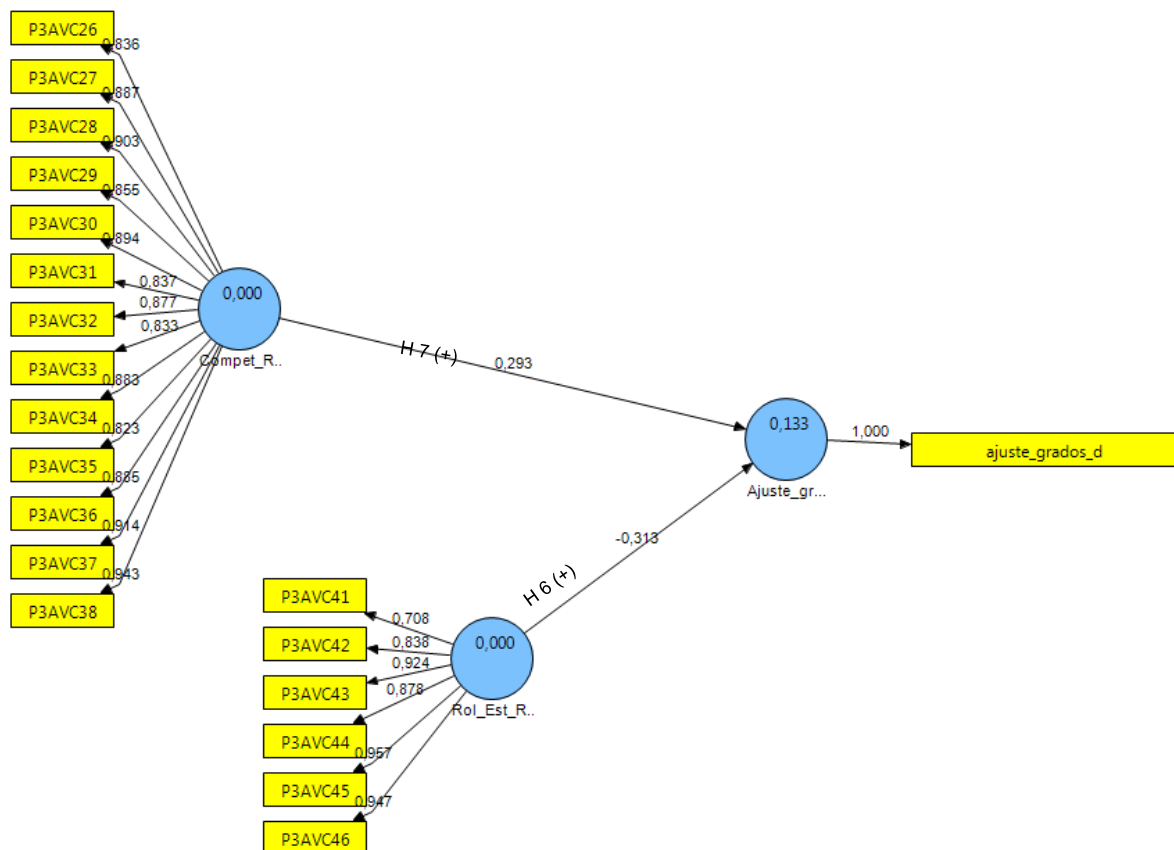 P3AVC26
0,836
P3AVC27
0,887
P3AVC28
0,903
P3AVC29
0,855
P3AVC30
0,894
P3AVC31
0,837
P3AVC32
0,877
P3AVC33
0,833
P3AVC34
0,883
P3AVC35
0,823
P3AVC36
0,885
P3AVC37
0,914
P3AVC38
0,943
0,000
Compet_R..
H 7 (+)
0,293
0,133
Ajuste_gr...
1,000
ajuste_grados_d
-0,313
H 6 (+)
P3AVC41
0,708
P3AVC42
0,838
P3AVC43
0,924
P3AVC44
0,878
P3AVC45
0,957
P3AVC46
0,947
0,000
Rol_Est_R..